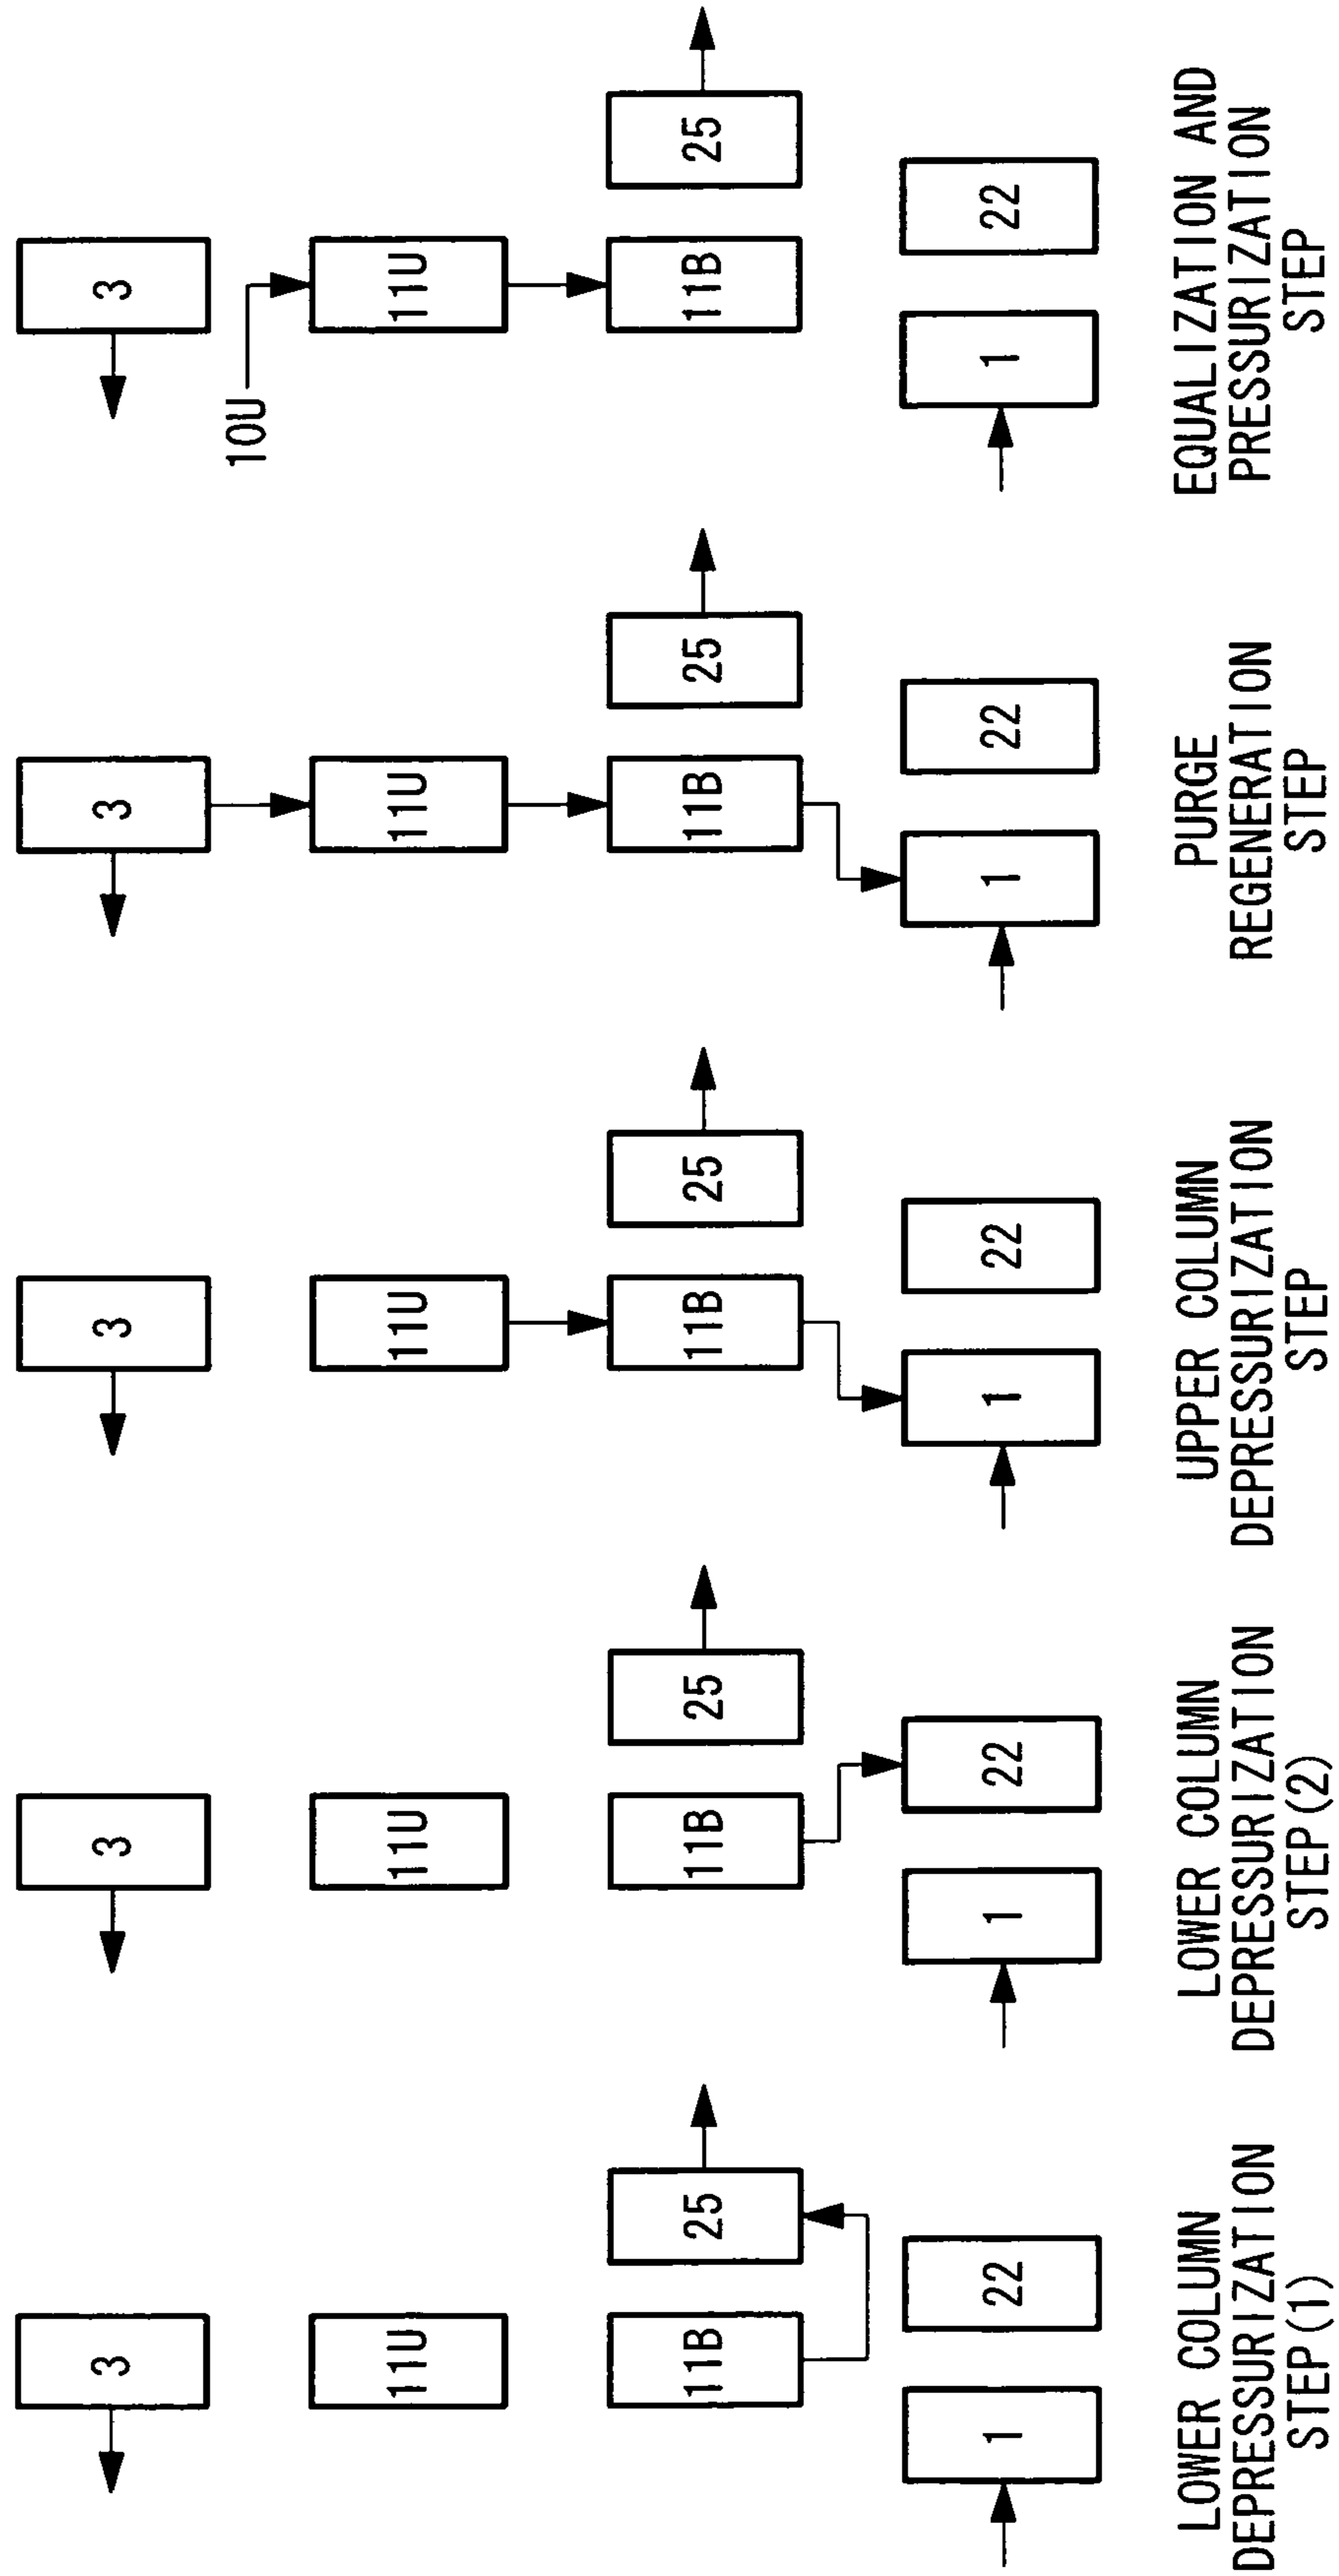 3
11U
11B
25
1
22
LOWER COLUMN
DEPRESSURIZATION
STEP(1)
3
11U
11B
25
1
22
LOWER COLUMN
DEPRESSURIZATION
STEP(2)
3
11U
11B
25
1
22
UPPER COLUMN
DEPRESSURIZATION
STEP
3
11U
11B
25
1
22
PURGE
REGENERATION
STEP
3
10U
11U
11B
25
1
22
EQUALIZATION AND
PRESSURIZATION
STEP